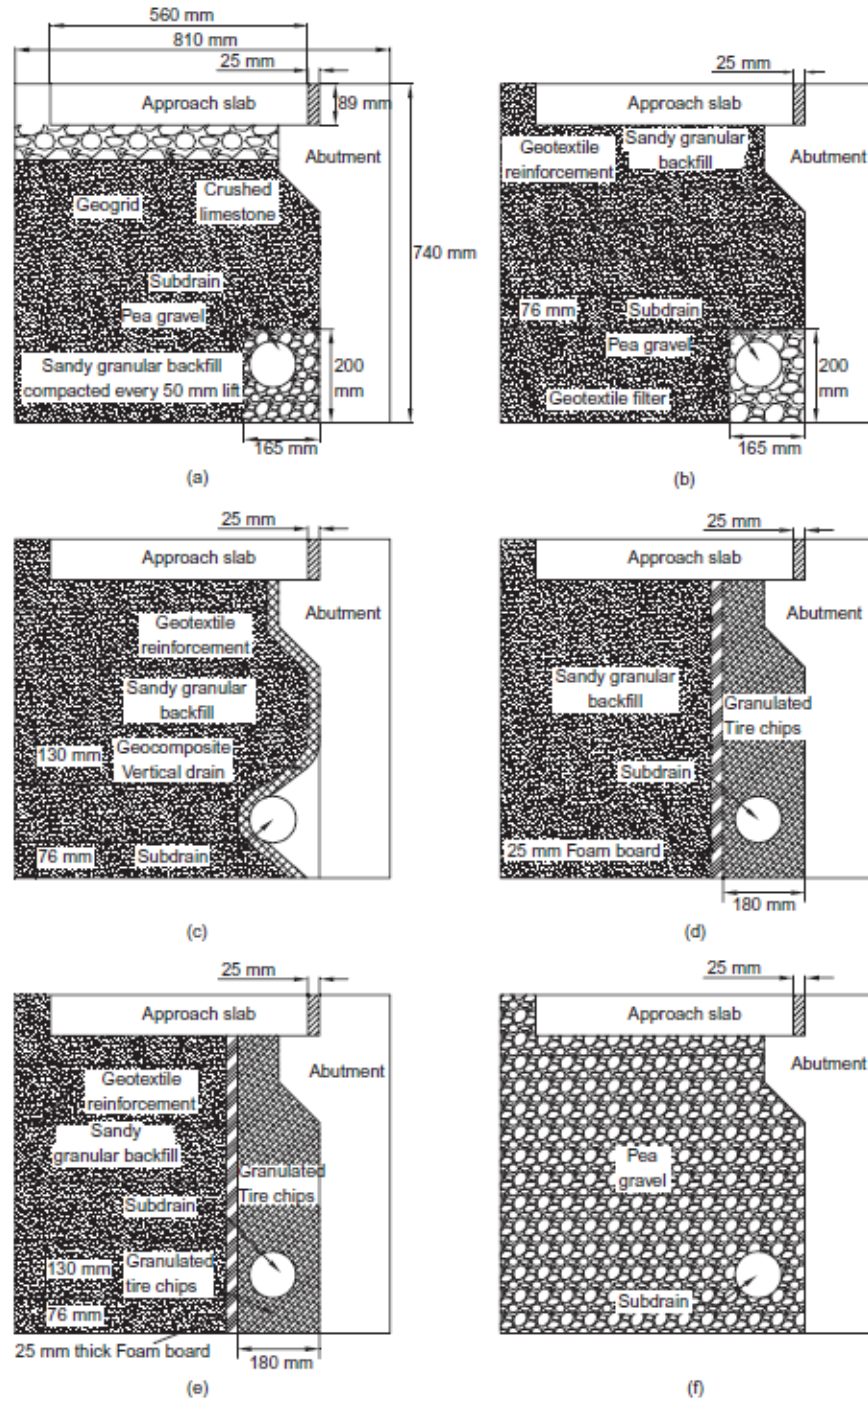 560 mm
810 mm
25 mm
Approach slab
89 mm
Abutment
Geogrid
Crushed
limestone
740 mm
Subdrain
Pea gravel
Sandy granular backfill
compacted every 50 mm lift
200
mm
165 mm
(a)
25 mm
Approach slab
Geotextile
reinforcement
Sandy granular
backfill
Abutment
76 mm
Subdrain
Pea gravel
Geotextile filter
200
mm
165 mm
(b)
25 mm
Approach slab
Abutment
Geotextile
reinforcement
Sandy granular
backfill
130 mm
Geocomposite
Vertical drain
76 mm
Subdrain
(c)
25 mm
Approach slab
Abutment
Sandy granular
backfill
Granulated
Tire chips
Subdrain
25 mm Foam board
180 mm
(d)
25 mm
Approach slab
Abutment
Geotextile
reinforcement
Sandy
granular backfill
Granulated
Tire chips
Subdrain
130 mm
Granulated
tire chips
76 mm
25 mm thick Foam board
180 mm
(e)
25 mm
Approach slab
Abutment
Pea
gravel
Subdrain
(f)